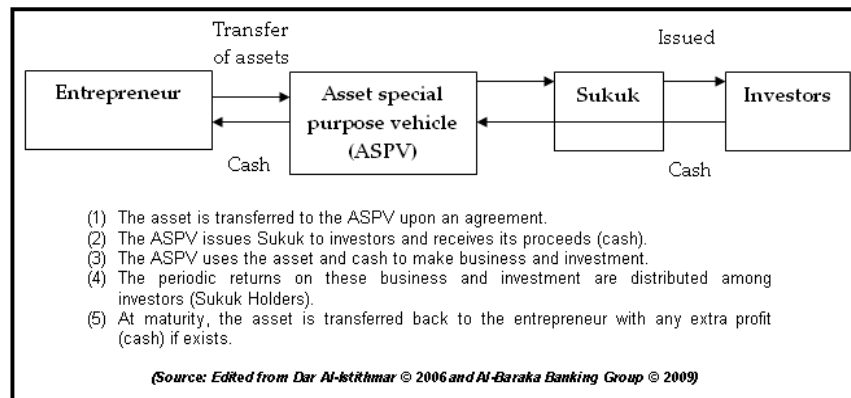 Transfer
of assets
Issued
Entrepreneur
Asset special
purpose vehicle
(ASPV)
Sukuk
Investors
Cash
Cash
(1) The asset is transferred to the ASPV upon an agreement.
(2) The ASPV issues Sukuk to investors and receives its proceeds (cash).
(3) The ASPV uses the asset and cash to make business and investment.
(4) The periodic returns on these business and investment are distributed among
investors (Sukuk Holders).
(5) At maturity, the asset is transferred back to the entrepreneur with any extra profit
(cash) if exists.
(Source: Edited from Dar Al-Istithmar © 2006 and Al-Baraka Banking Group © 2009)